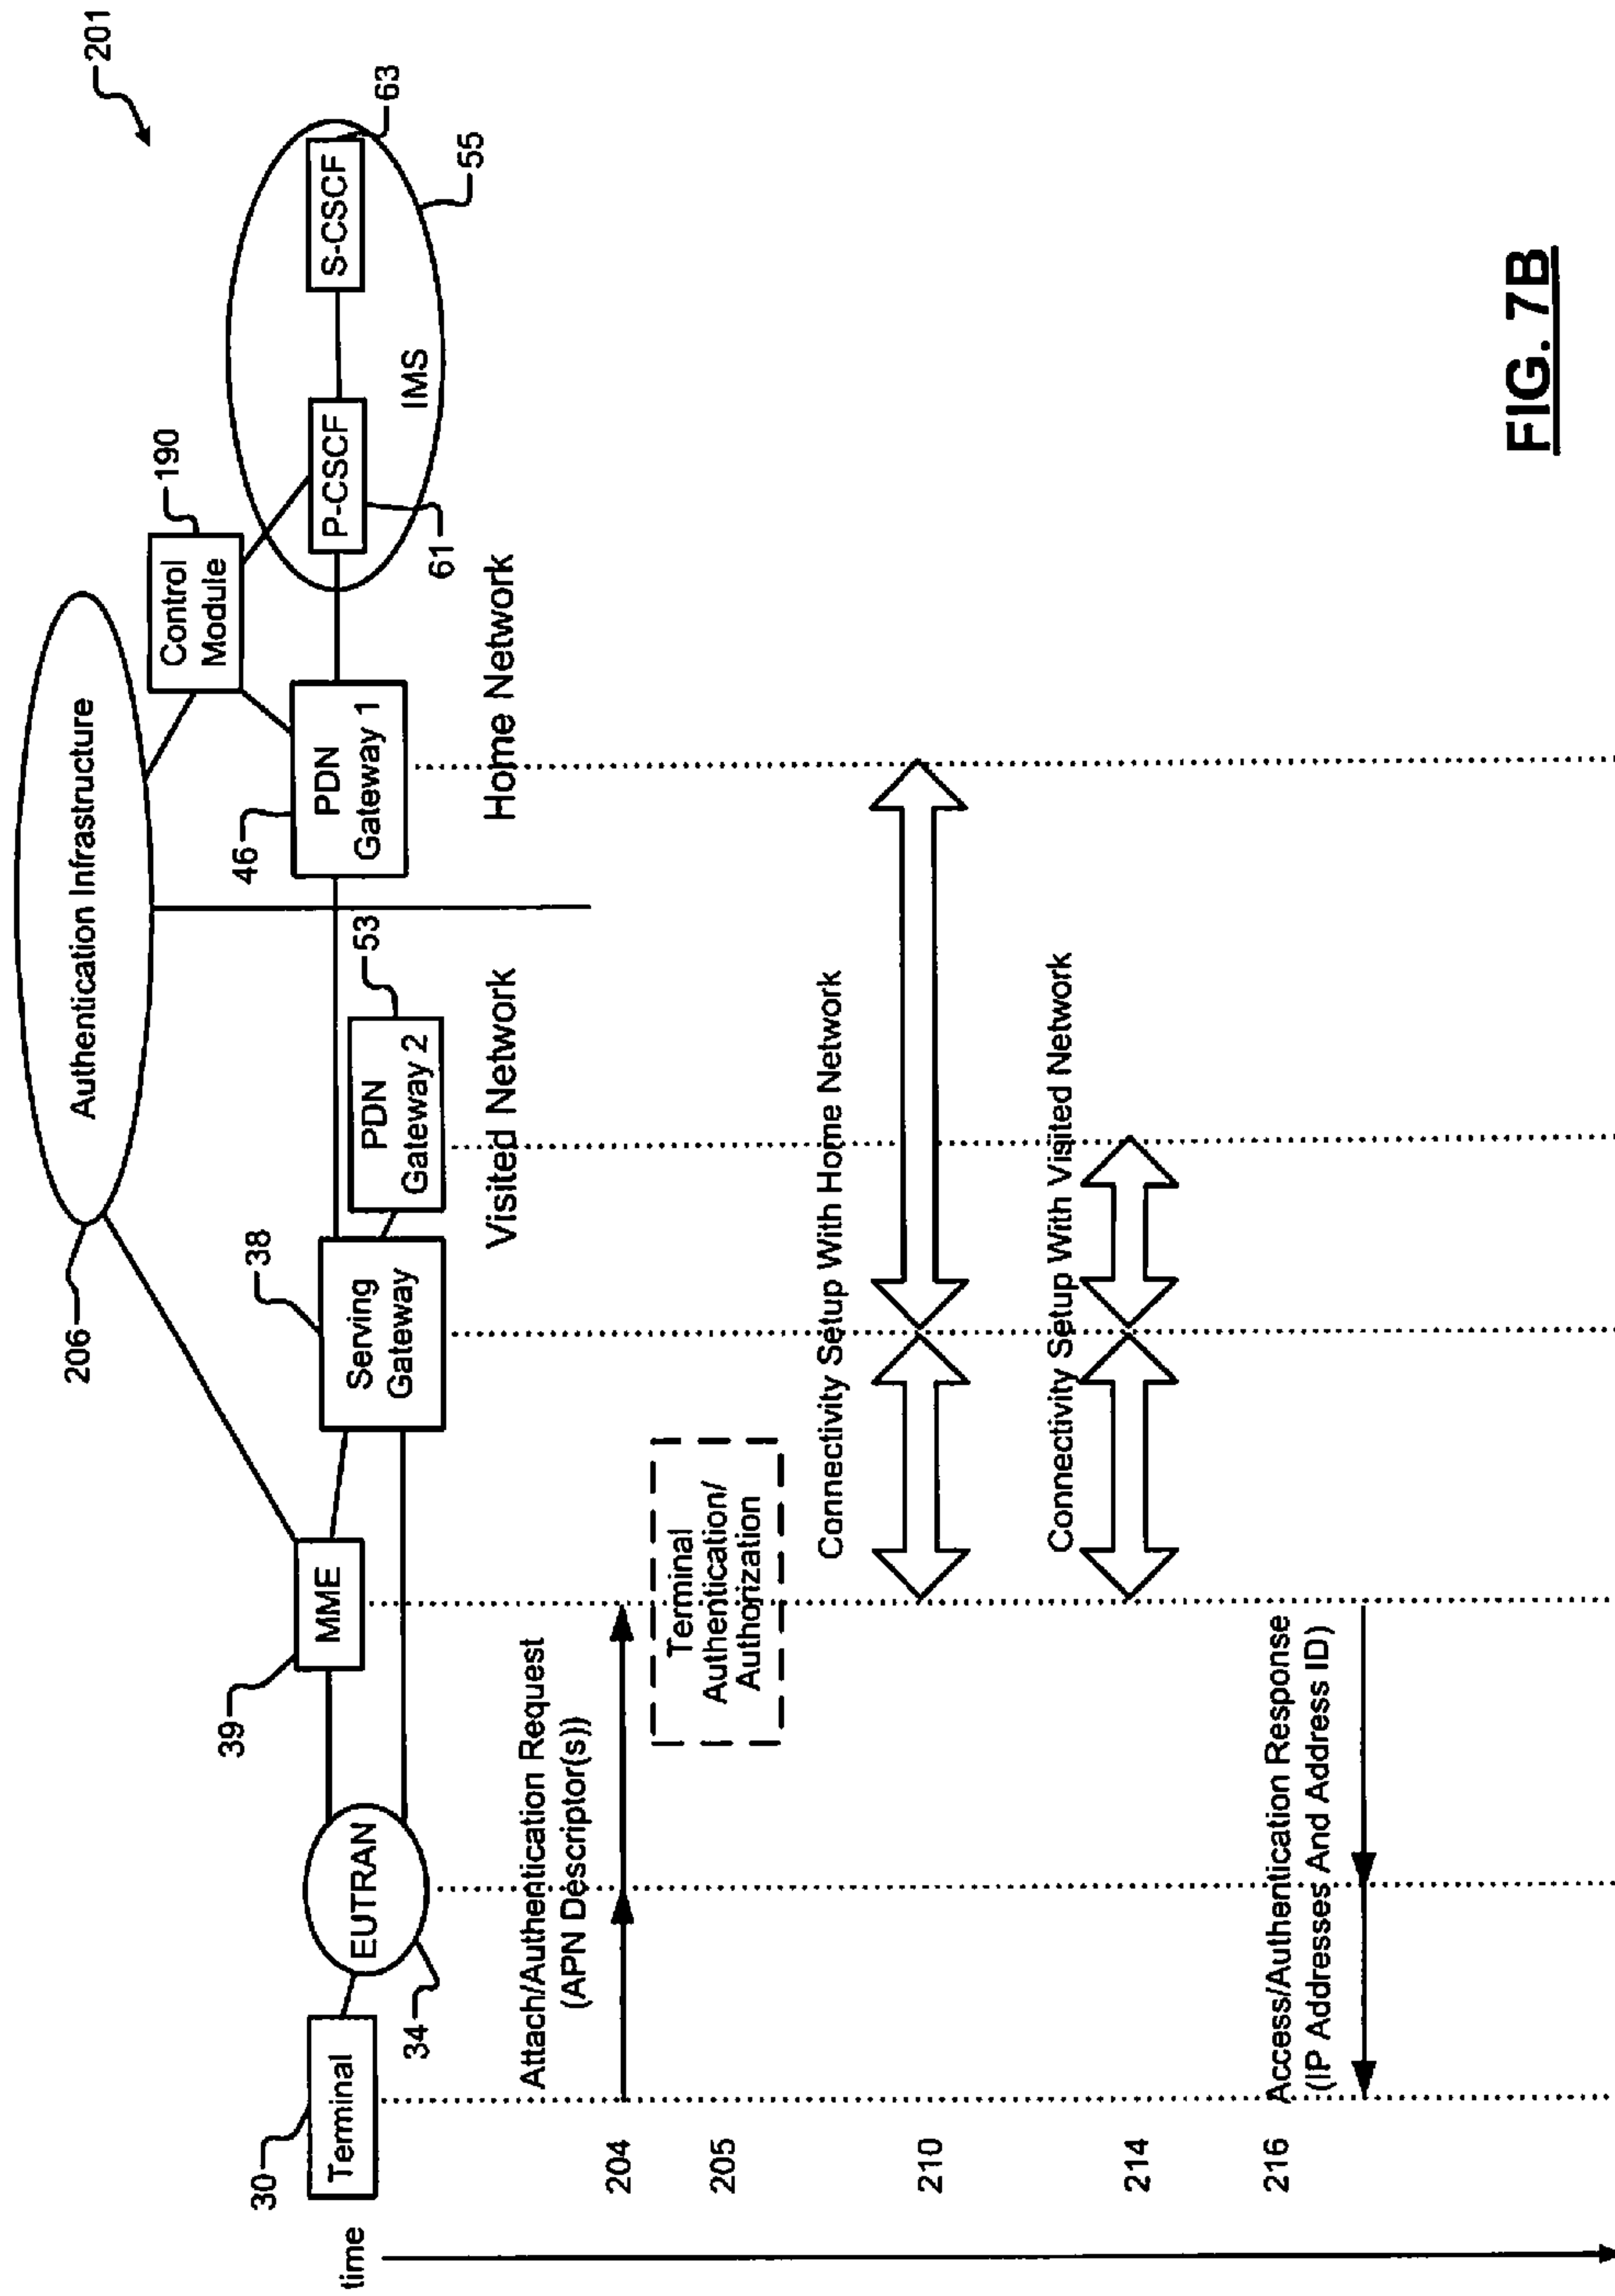 201
Authentication Infrastructure
206
190
Control
Module
39
38
53
46
30
Terminal
EUTRAN
34
MME
Serving
Gateway
PDN
Gateway 2
PDN
Gateway 1
P-CSCF
61
S-CSCF
63
IMS
55
Visited Network
Home Network
time
204
Attach/Authentication Request
(APN Descriptor(s))
205
Terminal
Authentication/
Authorization
210
Connectivity Setup With Home Network
214
Connectivity Setup With Visited Network
216
Access/Authentication Response
(IP Addresses And Address ID)
FIG. 7B